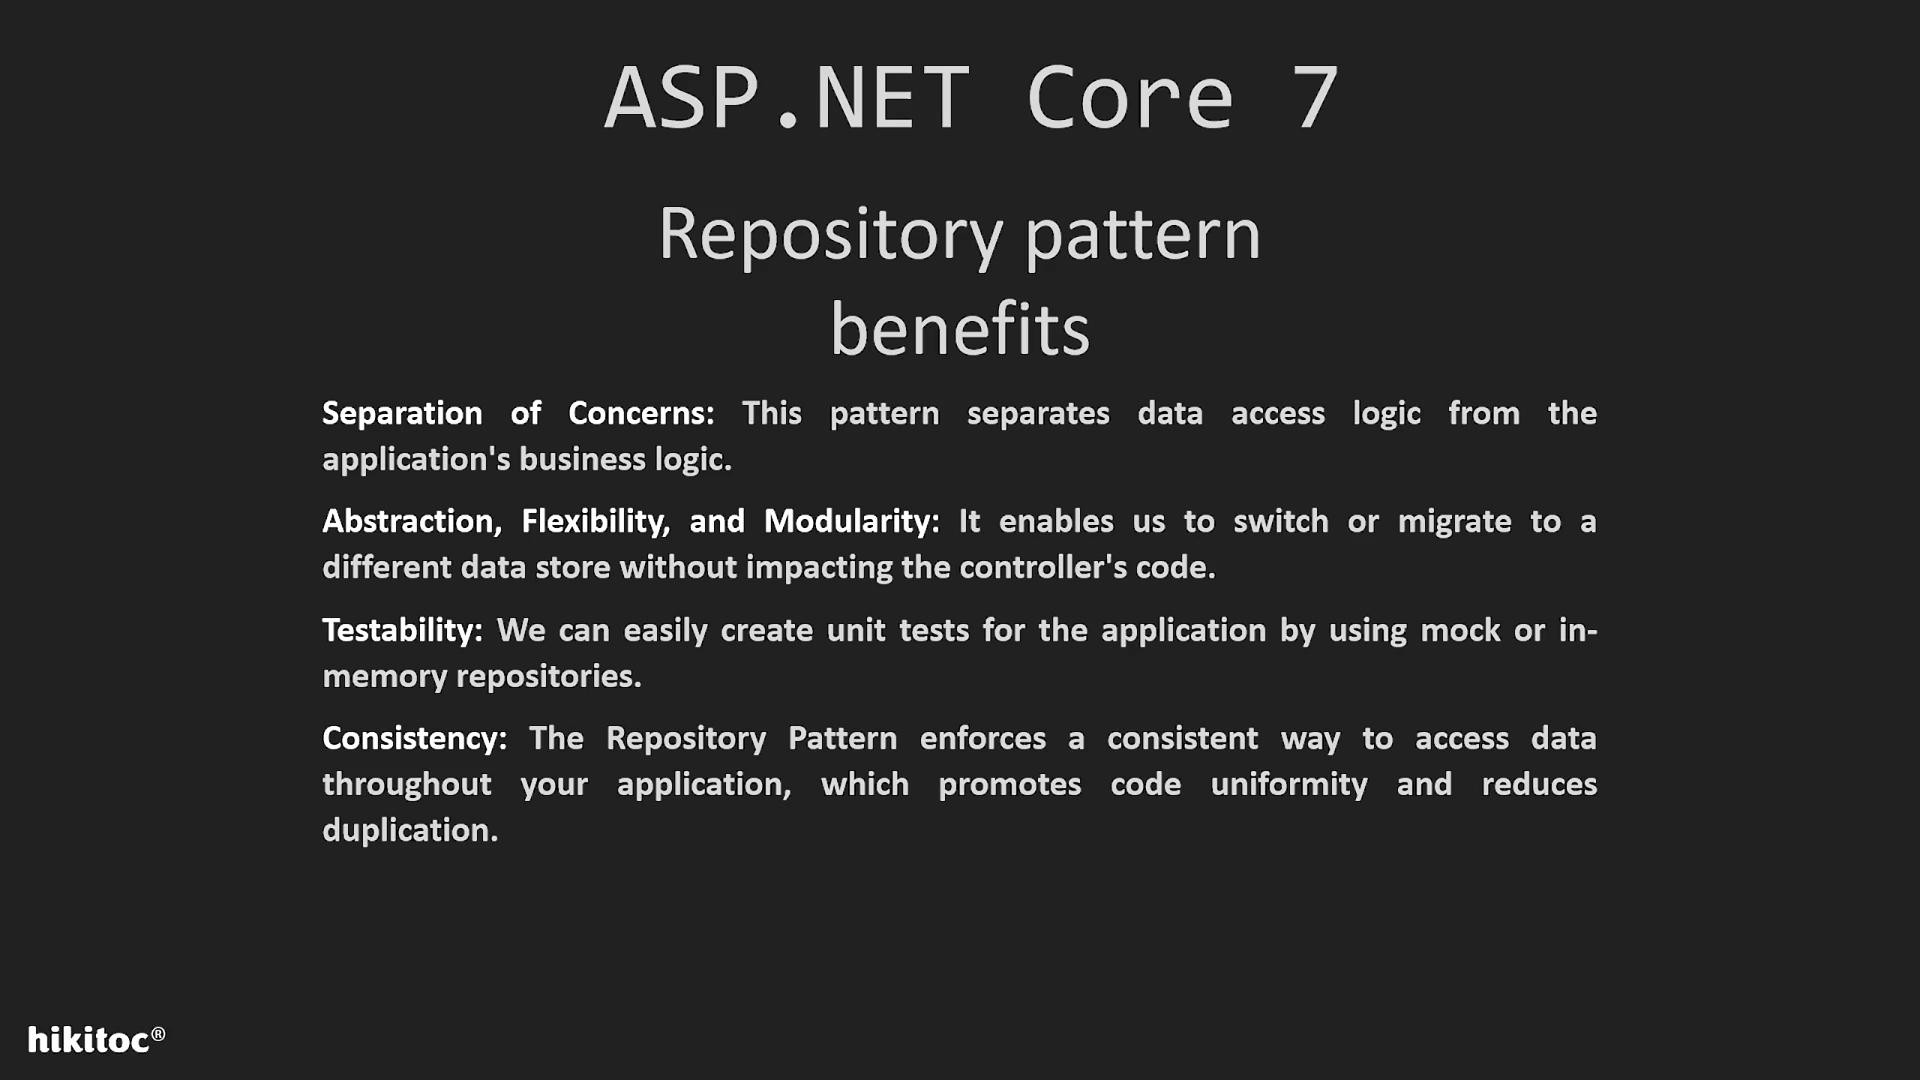 ASP.NET Core 7
Repository pattern
benefits
Separation of Concerns: This pattern separates data access logic from the
application's business logic.
Abstraction, Flexibility, and Modularity: It enables us to switch or migrate to a
different data store without impacting the controller's code.
Testability: We can easily create unit tests for the application by using mock or in-
memory repositories.
Consistency: The Repository Pattern enforces a consistent way to access data
throughout your application, which promotes code uniformity and reduces
duplication.
hikitoc®